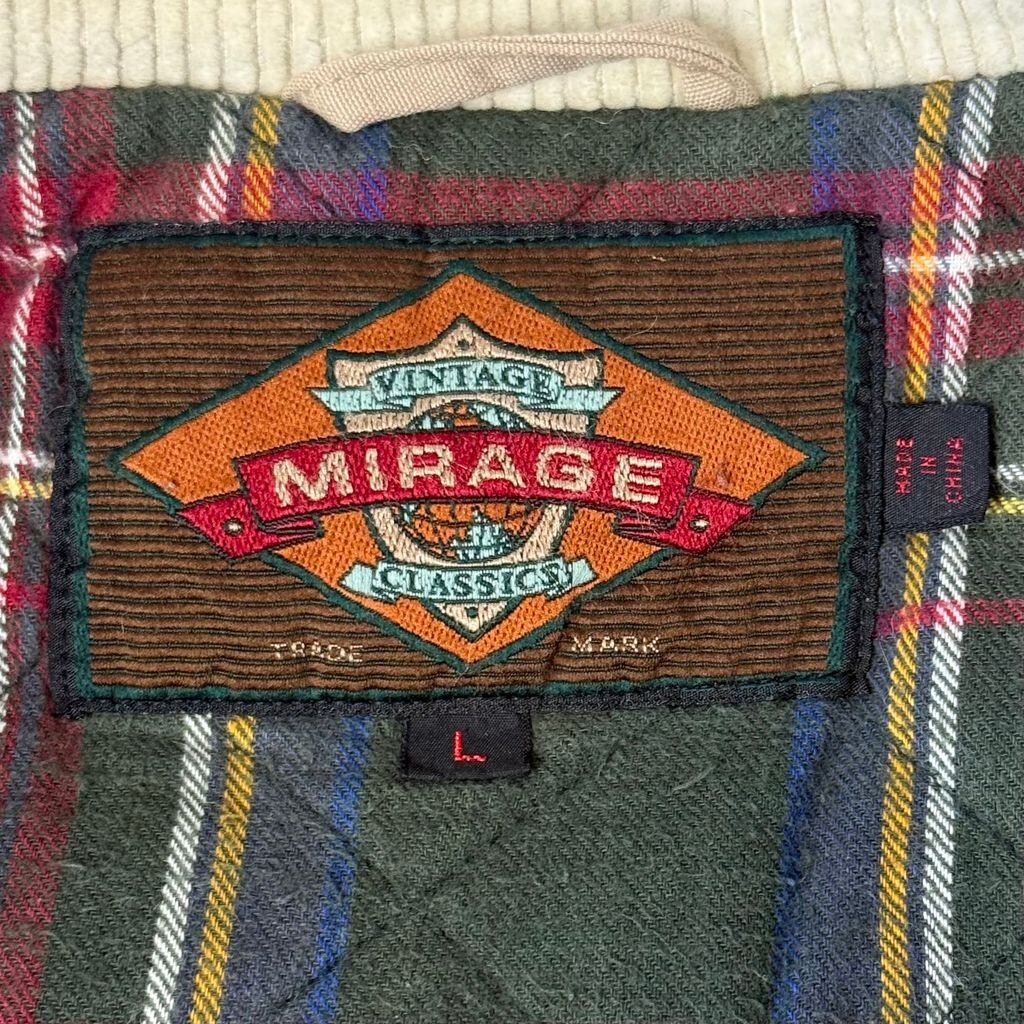 VINTAGE
MIRAGE
CLASSICS
TRADE MARK
MADE
IN
CHINA
L